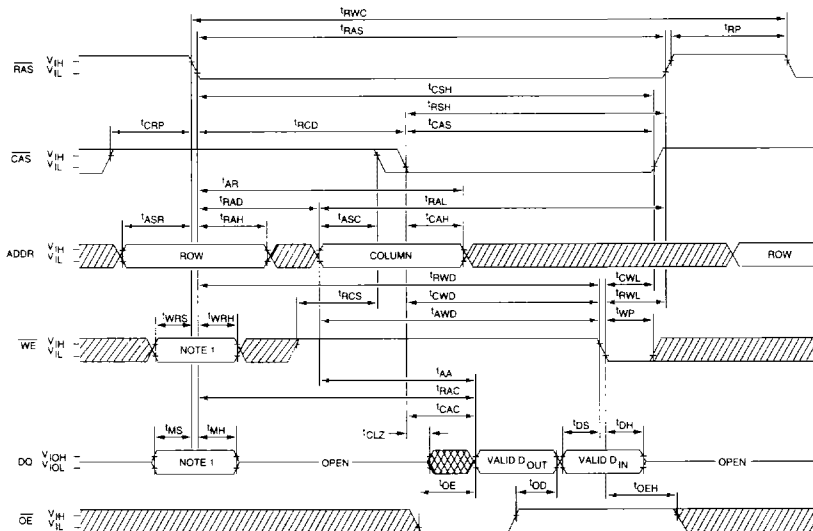 tRWC
tRAS
tRP
RAS VIH
VIL
tCSH
tRSH
tCRP
tRCD
tCAS
CAS VIH
VIL
tAR
tRAD
tRAL
tASR
tRAH
tASC
tCAH
ADDR VIH
VIL
ROW
COLUMN
ROW
tRWD
tCWL
tRCS
tCWD
tRWL
tWRS
tWRH
tAWD
tWP
WE VIH
VIL
NOTE 1
tAA
tRAC
tCAC
tMS
tMH
tCLZ
tDS
tDH
DQ VIOH
VIOL
NOTE 1
OPEN
VALID DOUT
VALID DIN
OPEN
tOE
tOD
tOEH
OE VIH
VIL